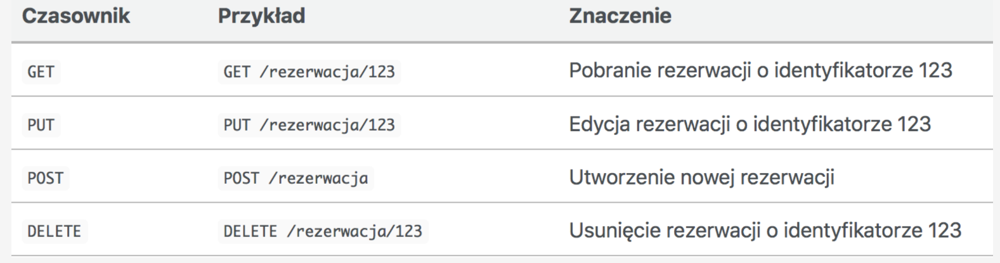 Czasownik Przykład Znaczenie
GET GET /rezerwacja/123 Pobranie rezerwacji o identyfikatorze 123
PUT PUT /rezerwacja/123 Edycja rezerwacji o identyfikatorze 123
POST POST /rezerwacja Utworzenie nowej rezerwacji
DELETE DELETE /rezerwacja/123 Usunięcie rezerwacji o identyfikatorze 123